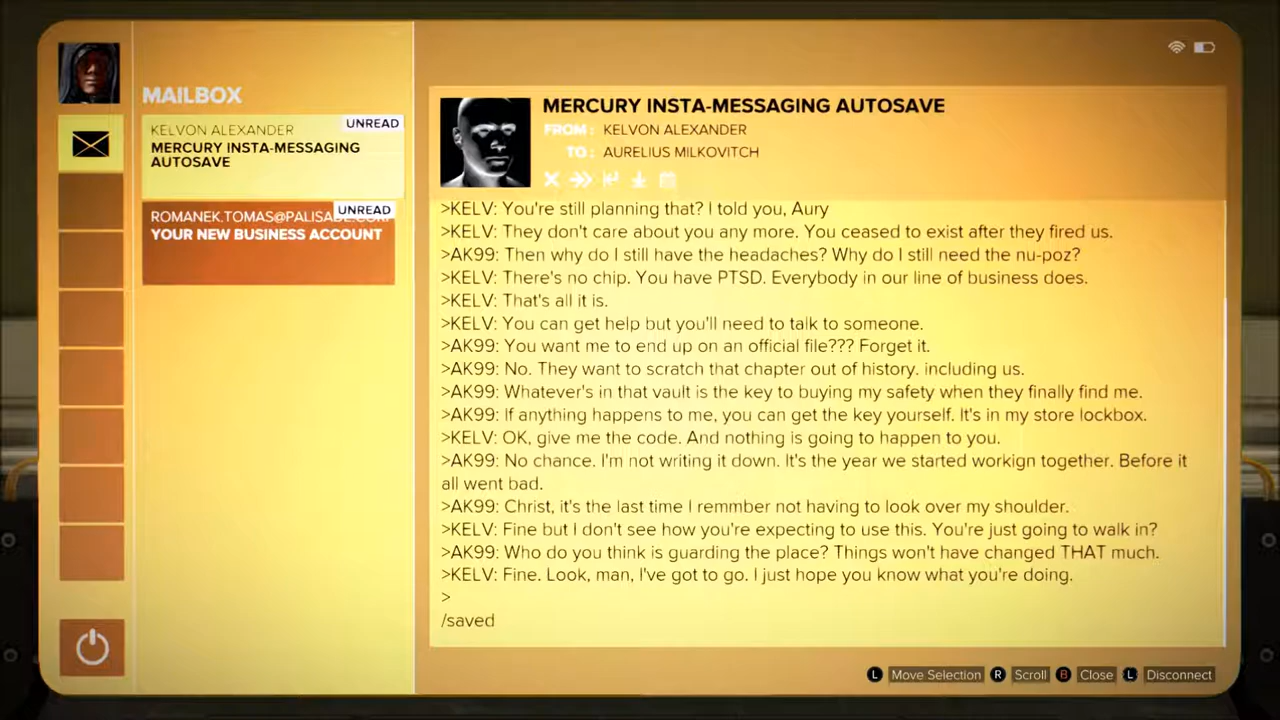 MAILBOX
KELVON ALEXANDER
UNREAD
MERCURY INSTA-MESSAGING
AUTOSAVE
UNREAD
ROMANEK.TOMAS@PALISADE.CORP
YOUR NEW BUSINESS ACCOUNT
MERCURY INSTA-MESSAGING AUTOSAVE
FROM: KELVON ALEXANDER
TO: AURELIUS MILKOVITCH
>KELV: You're still planning that? I told you, Aury
>KELV: They don't care about you any more. You ceased to exist after they fired us.
>AK99: Then why do I still have the headaches? Why do I still need the nu-poz?
>KELV: There's no chip. You have PTSD. Everybody in our line of business does.
>KELV: That's all it is.
>KELV: You can get help but you'll need to talk to someone.
>AK99: You want me to end up on an official file??? Forget it.
>AK99: No. They want to scratch that chapter out of history. including us.
>AK99: Whatever's in that vault is the key to buying my safety when they finally find me.
>AK99: If anything happens to me, you can get the key yourself. It's in my store lockbox.
>KELV: OK, give me the code. And nothing is going to happen to you.
>AK99: No chance. I'm not writing it down. It's the year we started workign together. Before it
all went bad.
>AK99: Christ, it's the last time I remmber not having to look over my shoulder.
>KELV: Fine but I don't see how you're expecting to use this. You're just going to walk in?
>AK99: Who do you think is guarding the place? Things won't have changed THAT much.
>KELV: Fine. Look, man, I've got to go. I just hope you know what you're doing.
>
/saved
L Move Selection R Scroll B Close L Disconnect